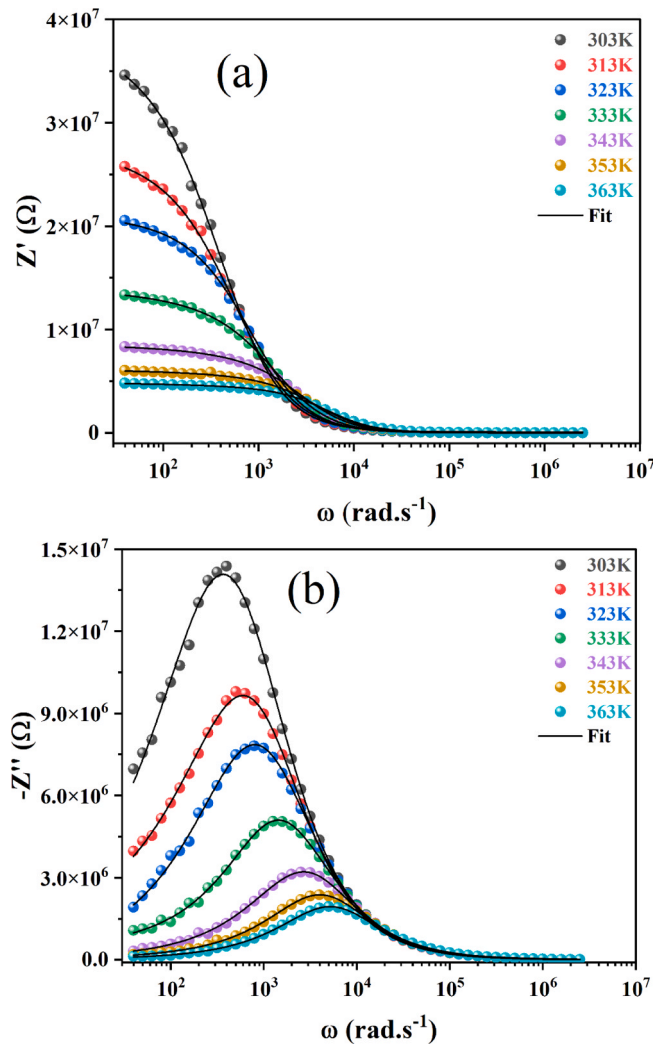 (a)
4×10⁷
3×10⁷
2×10⁷
1×10⁷
0
Z' (Ω)
303K
313K
323K
333K
343K
353K
363K
Fit
10² 10³ 10⁴ 10⁵ 10⁶ 10⁷
ω (rad.s⁻¹)
(b)
1.5×10⁷
1.2×10⁷
9.0×10⁶
6.0×10⁶
3.0×10⁶
0.0
-Z'' (Ω)
303K
313K
323K
333K
343K
353K
363K
Fit
10² 10³ 10⁴ 10⁵ 10⁶ 10⁷
ω (rad.s⁻¹)